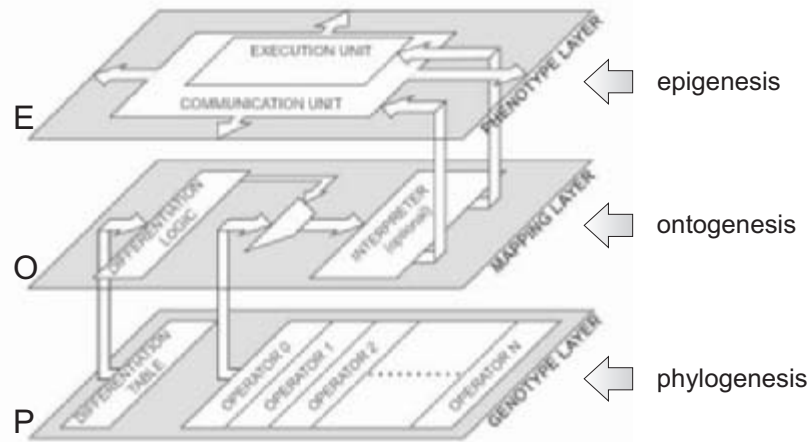 EXECUTION UNIT
COMMUNICATION UNIT
PHENOTYPE LAYER
E
epigenesis
DIFFERENTIATION
LOGIC
INTERPRETER
(optional)
MAPPING LAYER
O
ontogenesis
DIFFERENTIATION
TABLE
OPERATOR 0
OPERATOR 1
OPERATOR 2
OPERATOR N
GENOTYPE LAYER
P
phylogenesis